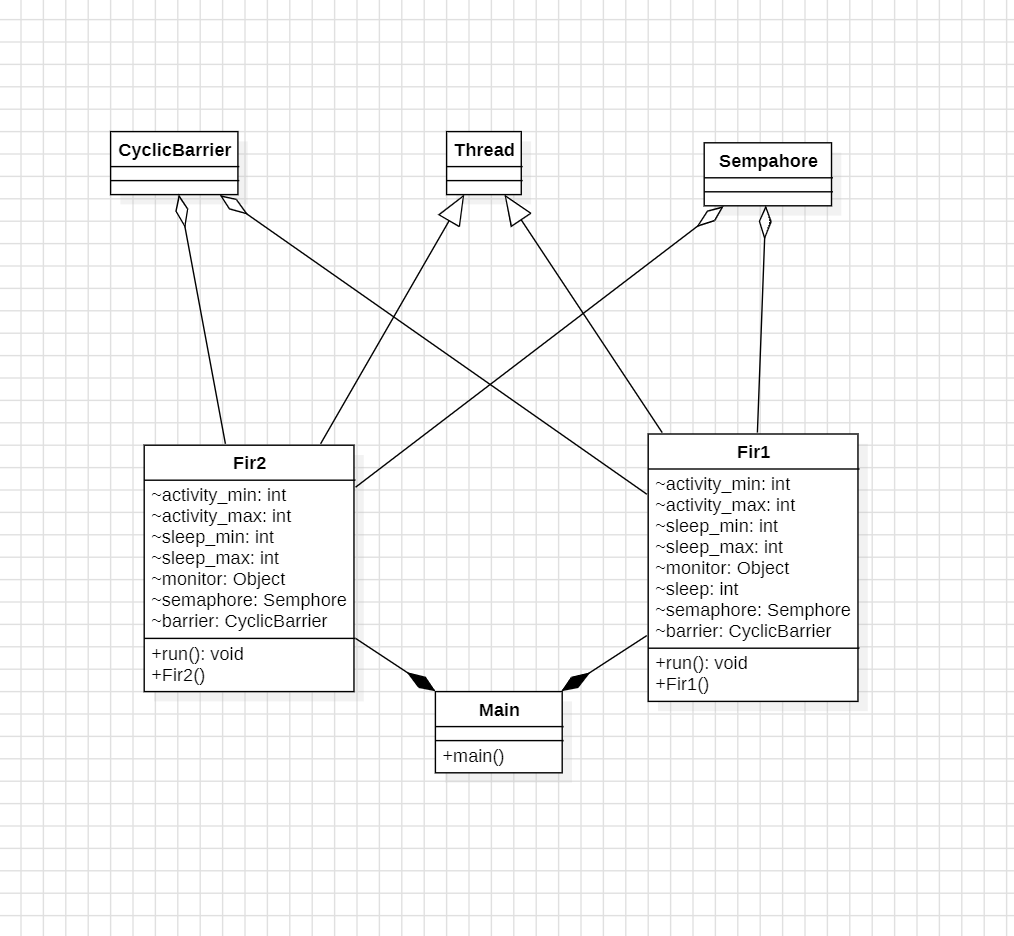 CyclicBarrier
Thread
Sempahore
Fir2
~activity_min: int
~activity_max: int
~sleep_min: int
~sleep_max: int
~monitor: Object
~semaphore: Semphore
~barrier: CyclicBarrier
+run(): void
+Fir2()
Fir1
~activity_min: int
~activity_max: int
~sleep_min: int
~sleep_max: int
~monitor: Object
~sleep: int
~semaphore: Semphore
~barrier: CyclicBarrier
+run(): void
+Fir1()
Main
+main()